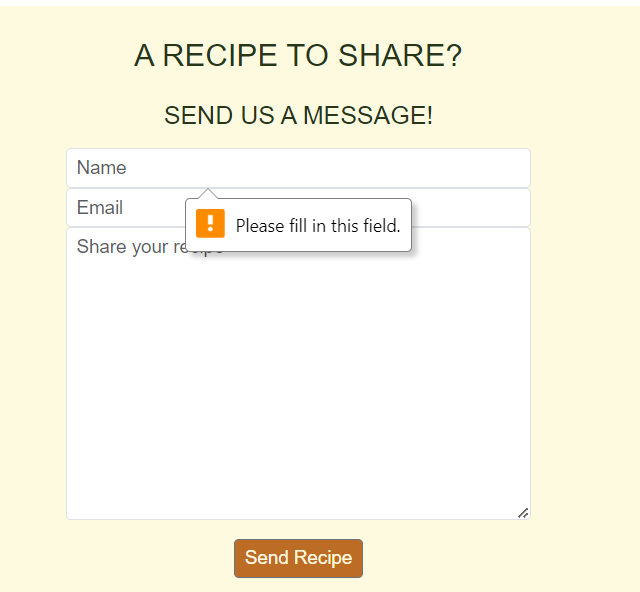 A RECIPE TO SHARE?
SEND US A MESSAGE!
Name
Email
Please fill in this field.
Share your recipe
Send Recipe